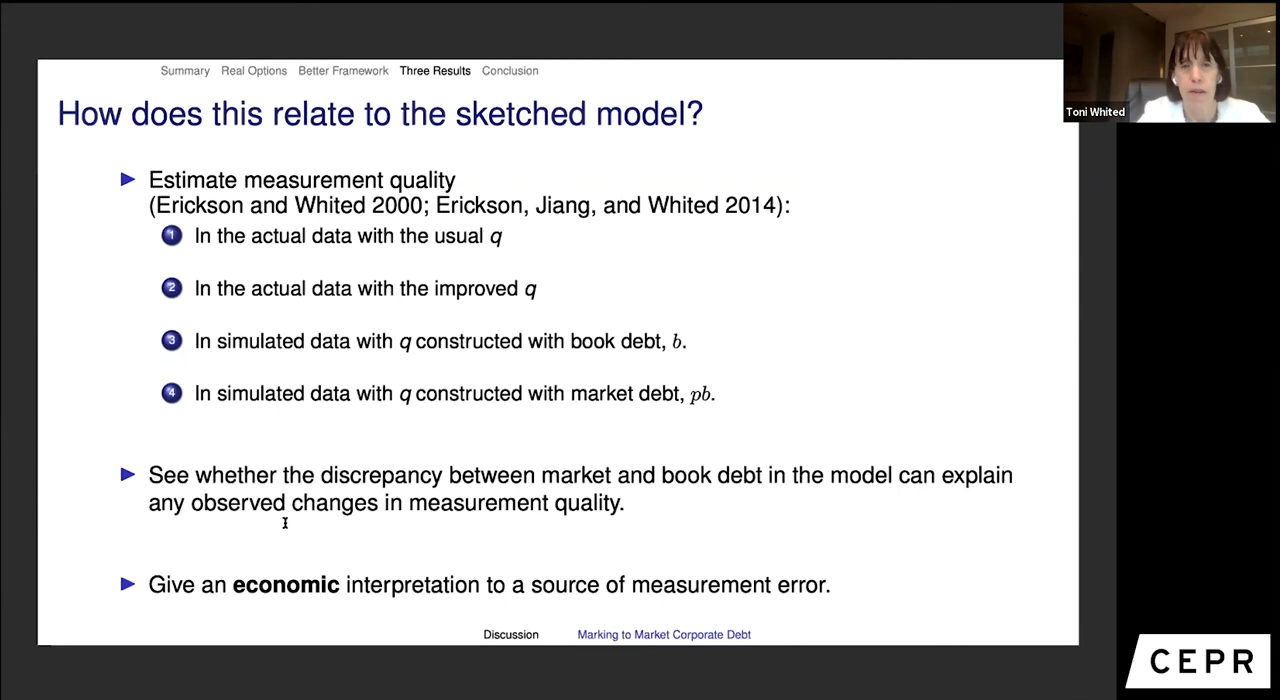 Summary Real Options Better Framework Three Results Conclusion
How does this relate to the sketched model?
Estimate measurement quality
(Erickson and Whited 2000; Erickson, Jiang, and Whited 2014):
1 In the actual data with the usual q
2 In the actual data with the improved q
3 In simulated data with q constructed with book debt, b.
4 In simulated data with q constructed with market debt, pb.
See whether the discrepancy between market and book debt in the model can explain
any observed changes in measurement quality.
Give an economic interpretation to a source of measurement error.
Discussion Marking to Market Corporate Debt
Toni Whited
CEPR